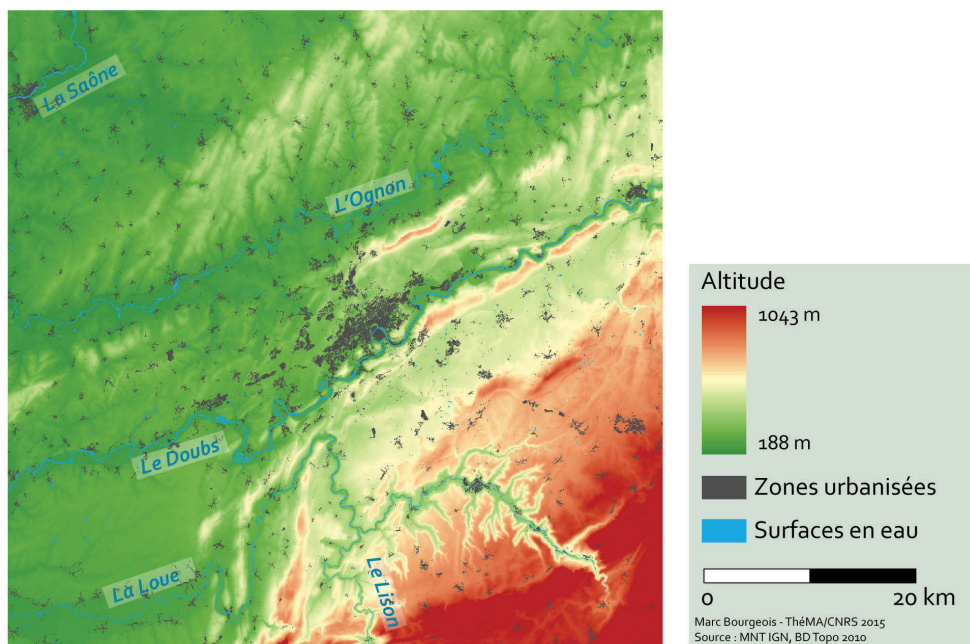 La Saône
L'Ognon
Le Doubs
La Loue
Le Lison
Altitude
1043 m
188 m
Zones urbanisées
Surfaces en eau
0 20 km
Marc Bourgeois - ThéMA/CNRS 2015
Source : MNT IGN, BD Topo 2010